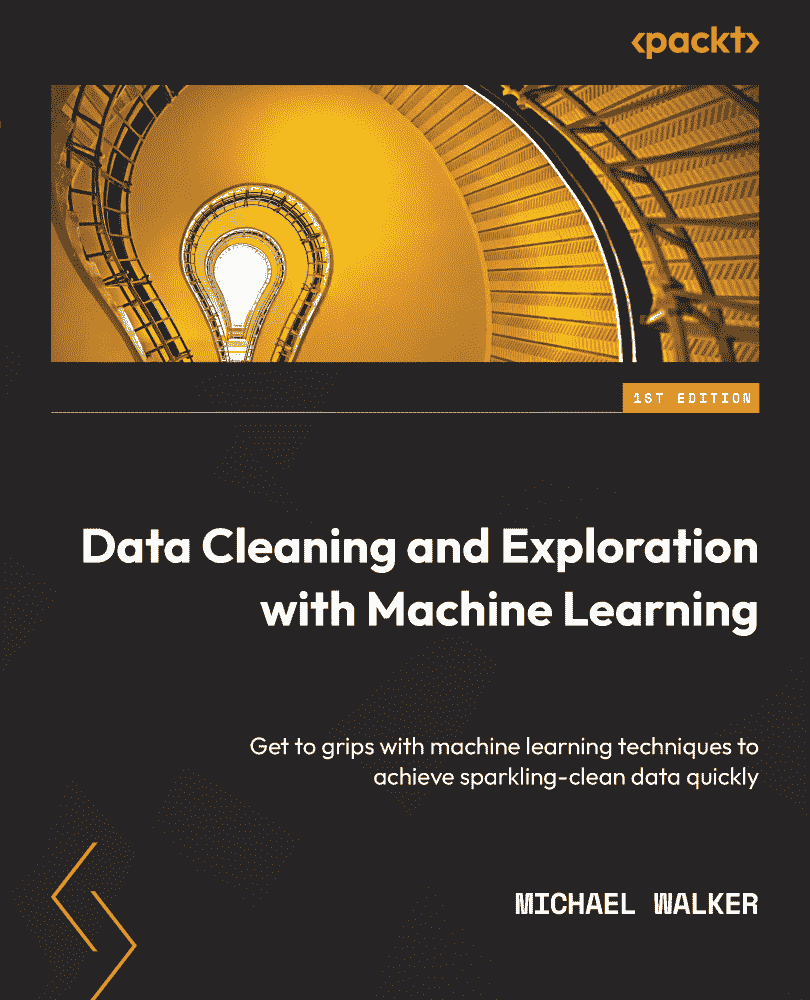 <packt>
1ST EDITION
Data Cleaning and Exploration
with Machine Learning
Get to grips with machine learning techniques to
achieve sparkling-clean data quickly
MICHAEL WALKER